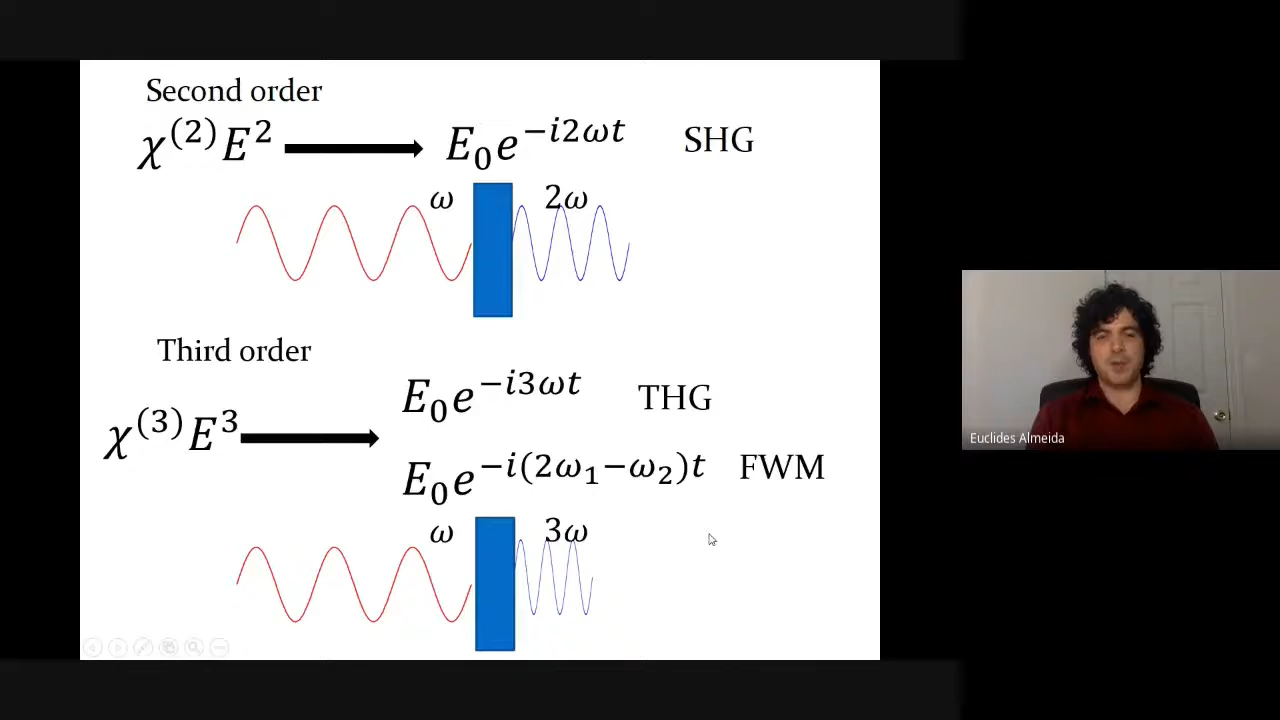 Second order
χ⁽²⁾E² E₀e^{−i2ωt} SHG
ω 2ω
Third order
E₀e^{−i3ωt} THG
χ⁽³⁾E³
E₀e^{−i(2ω₁−ω₂)t} FWM
ω 3ω
Euclides Almeida